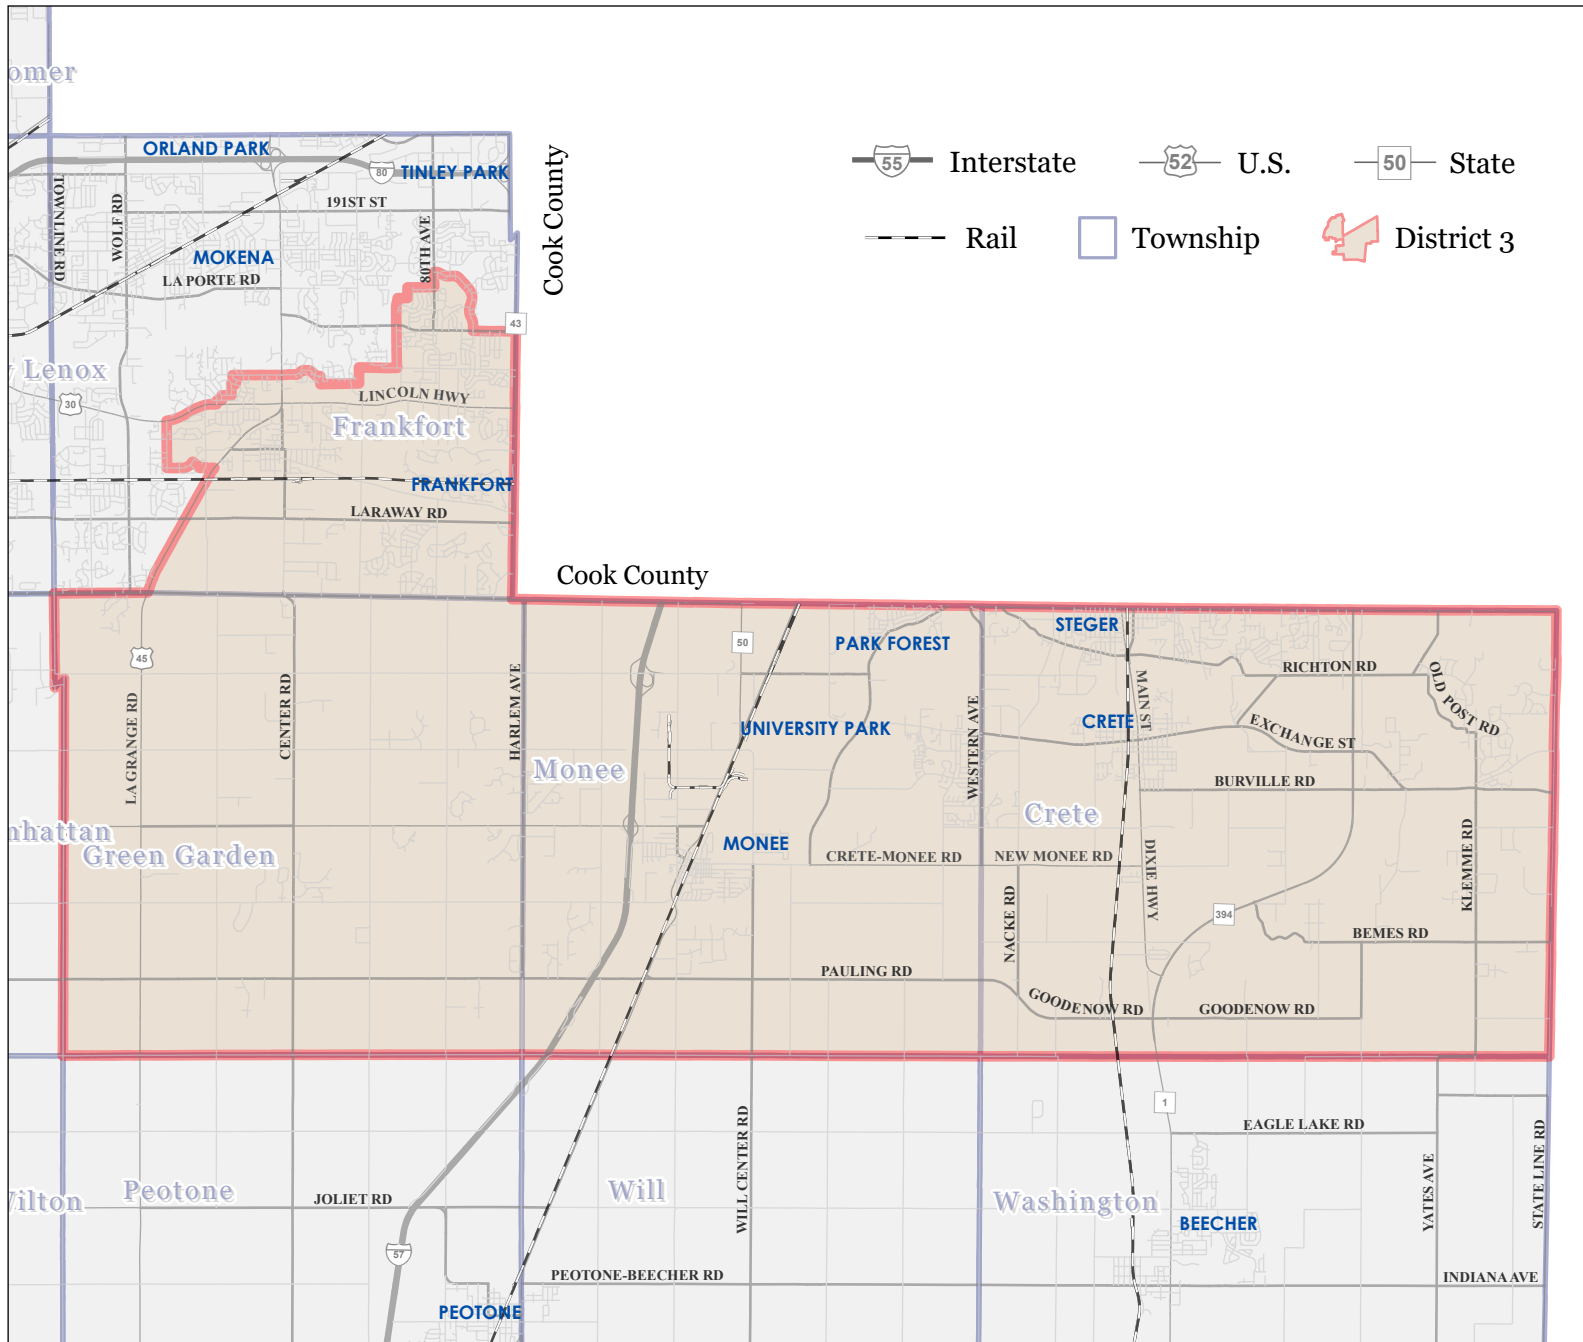 omer
ORLAND PARK
80
TINLEY PARK
TOWNLINE RD
WOLF RD
191ST ST
80TH AVE
MOKENA
LA PORTE RD
Cook County
55 Interstate
52 U.S.
50 State
Rail
Township
District 3
43
Lenox
30
LINCOLN HWY
Frankfort
FRANKFORT
LARAWAY RD
Cook County
45
50
PARK FOREST
STEGER
RICHTON RD
OLD POST RD
LAGRANGE RD
CENTER RD
HARLEM AVE
UNIVERSITY PARK
WESTERN AVE
CRETE
MAIN ST
EXCHANGE ST
Monee
BURVILLE RD
Crete
nhattan
Green Garden
MONEE
CRETE-MONEE RD
NEW MONEE RD
DIXIE HWY
KLEMME RD
NACKE RD
394
BEMES RD
PAULING RD
GOODENOW RD
GOODENOW RD
1
EAGLE LAKE RD
WILL CENTER RD
YATES AVE
STATE LINE RD
ilton
Peotone
JOLIET RD
Will
Washington
BEECHER
57
PEOTONE-BEECHER RD
INDIANA AVE
PEOTONE